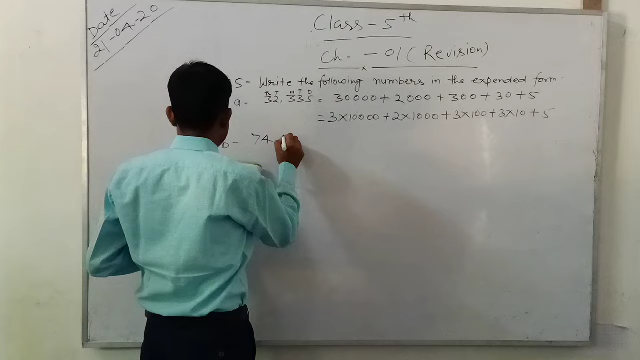 Date
21-04-20
Class - 5th
Ch. - 01 (Revision)
5- Write the following numbers in the expended form.
T T H T O
a- 32,335 = 30000 + 2000 + 300 + 30 + 5
= 3×10000 + 2×1000 + 3×100 + 3×10 + 5
b- 74